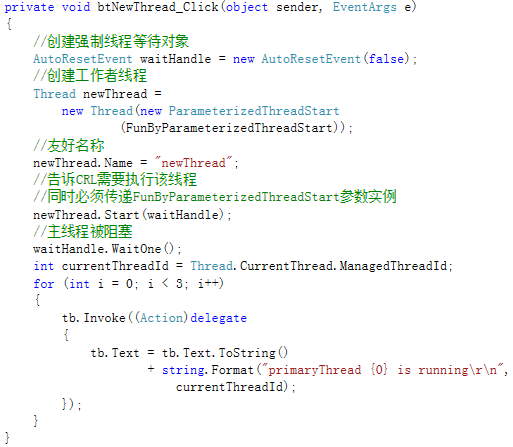 private void btNewThread_Click(object sender, EventArgs e)
{
//创建强制线程等待对象
AutoResetEvent waitHandle = new AutoResetEvent(false);
//创建工作者线程
Thread newThread =
new Thread(new ParameterizedThreadStart
(FunByParameterizedThreadStart));
//友好名称
newThread.Name = "newThread";
//告诉CRL需要执行该线程
//同时必须传递FunByParameterizedThreadStart参数实例
newThread.Start(waitHandle);
//主线程被阻塞
waitHandle.WaitOne();
int currentThreadId = Thread.CurrentThread.ManagedThreadId;
for (int i = 0; i < 3; i++)
{
tb.Invoke((Action)delegate
{
tb.Text = tb.Text.ToString()
+ string.Format("primaryThread {0} is running\r\n",
currentThreadId);
});
}
}